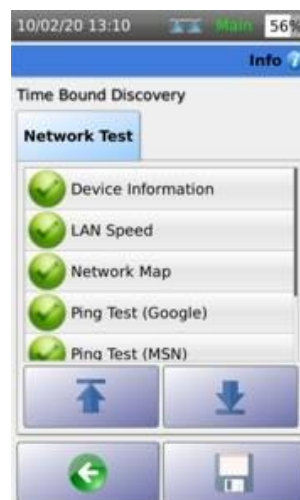 10/02/20 13:10 Main 56%
Info ?
Time Bound Discovery
Network Test
Device Information
LAN Speed
Network Map
Ping Test (Google)
Ping Test (MSN)